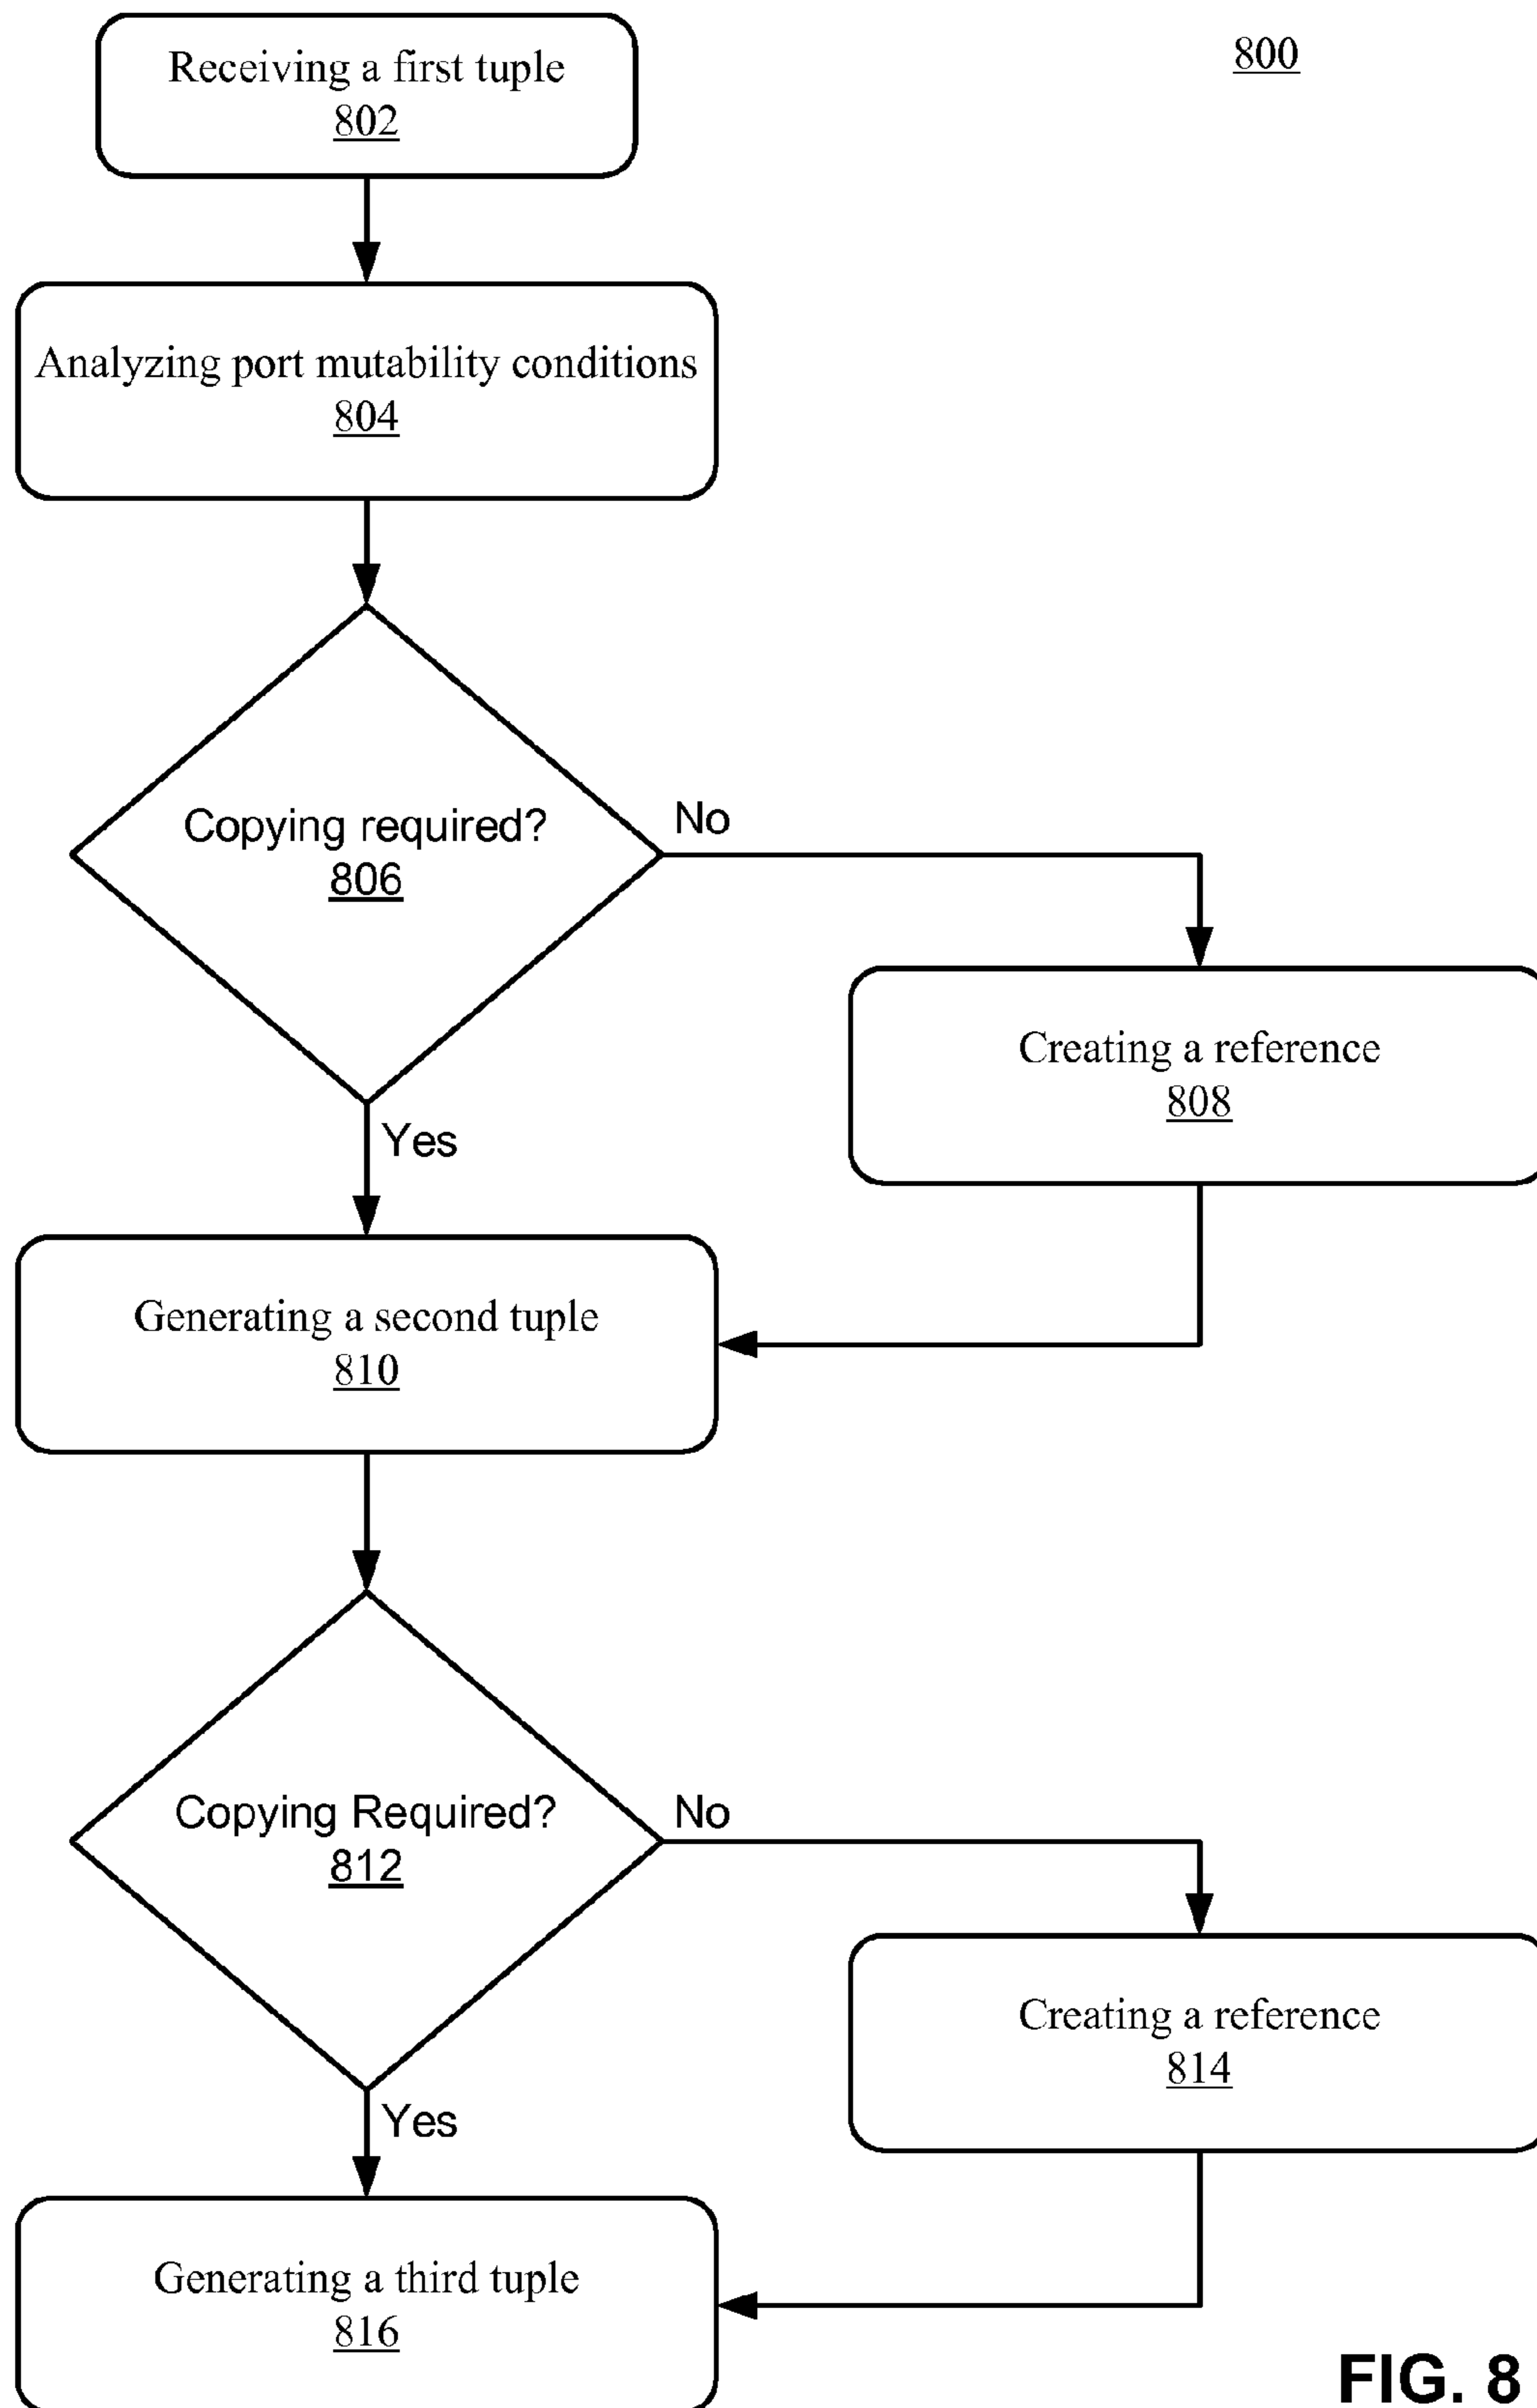 800
Receiving a first tuple
802
Analyzing port mutability conditions
804
Copying required?
806
No
Creating a reference
808
Yes
Generating a second tuple
810
Copying Required?
812
No
Creating a reference
814
Yes
Generating a third tuple
816
FIG. 8